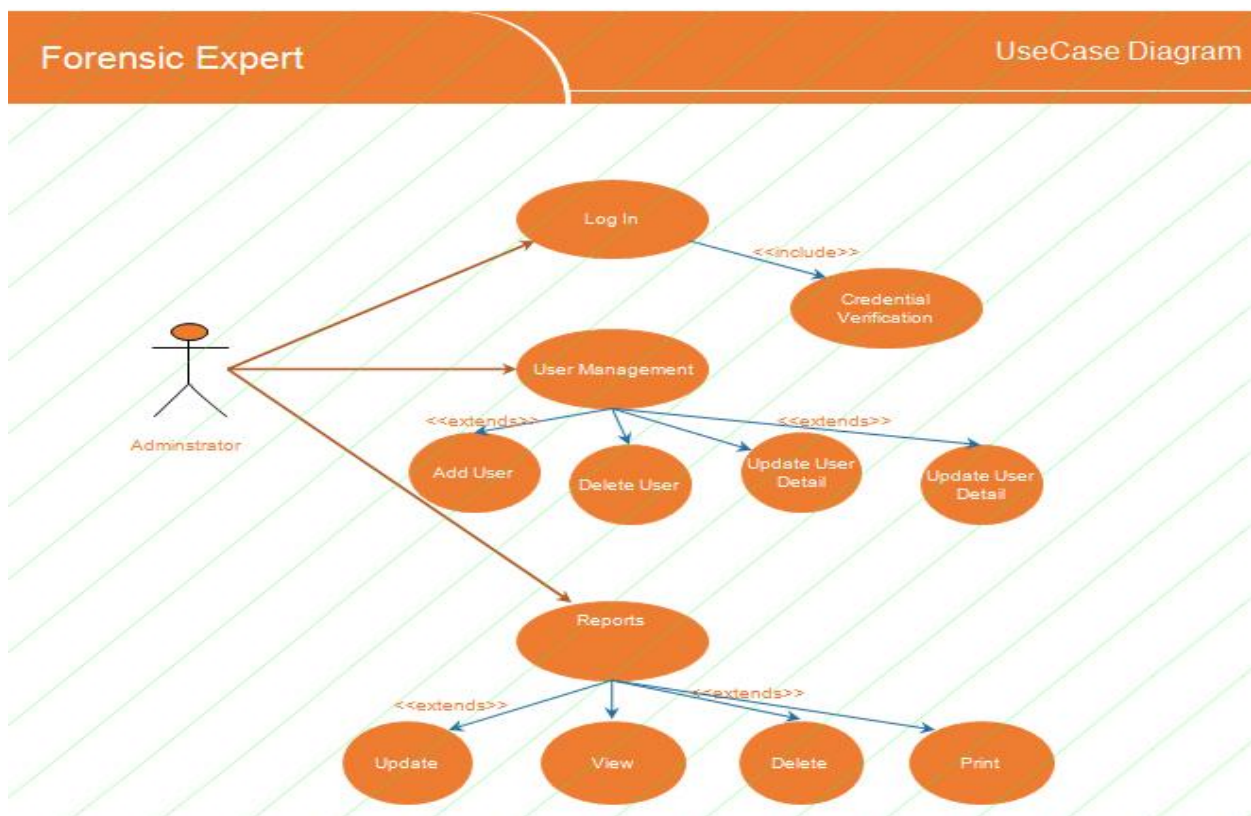 Forensic Expert
UseCase Diagram
Log In
<<include>>
Credential
Verification
User Management
Adminstrator
<<extends>>
<<extends>>
Add User
Delete User
Update User
Detail
Update User
Detail
Reports
<<extends>>
<<extends>>
Update
View
Delete
Print